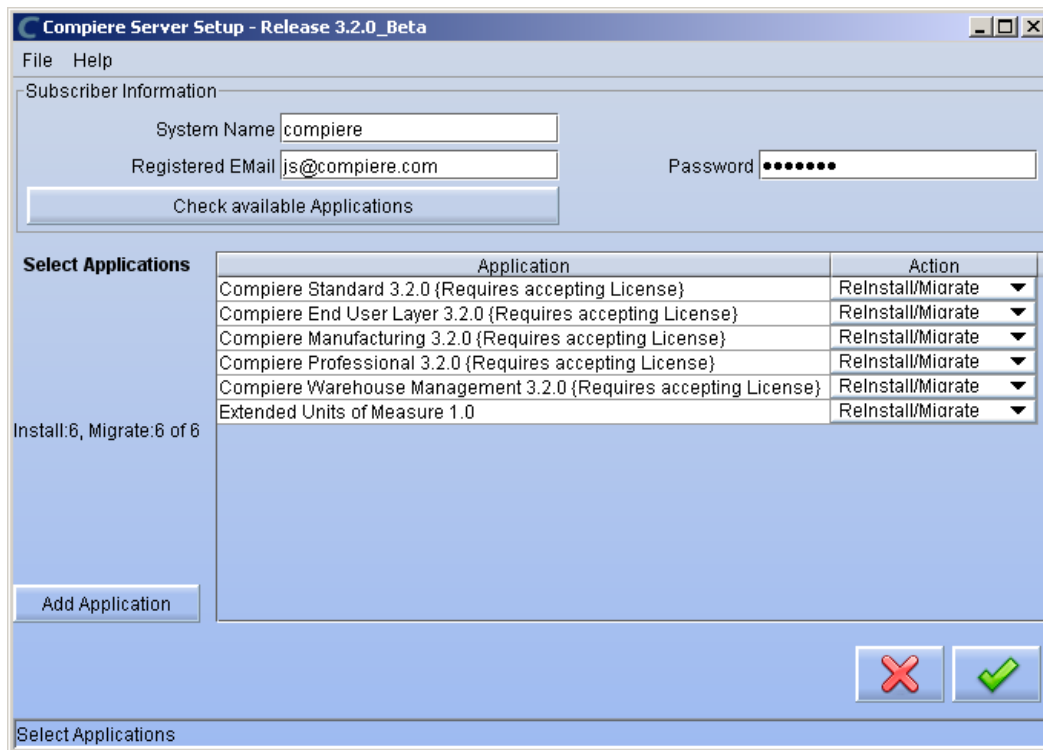 Compiere Server Setup - Release 3.2.0_Beta
File Help
Subscriber Information
System Name compiere
Registered EMail js@compiere.com Password •••••••
Check available Applications
Select Applications Application Action
Compiere Standard 3.2.0 {Requires accepting License} ReInstall/Migrate
Compiere End User Layer 3.2.0 {Requires accepting License} ReInstall/Migrate
Compiere Manufacturing 3.2.0 {Requires accepting License} ReInstall/Migrate
Compiere Professional 3.2.0 {Requires accepting License} ReInstall/Migrate
Compiere Warehouse Management 3.2.0 {Requires accepting License} ReInstall/Migrate
Extended Units of Measure 1.0 ReInstall/Migrate
Install:6, Migrate:6 of 6
Add Application
Select Applications